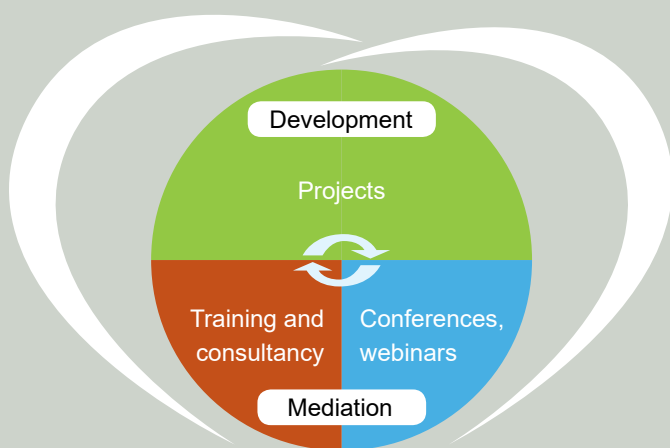 Development
Projects
Training and
consultancy
Conferences,
webinars
Mediation